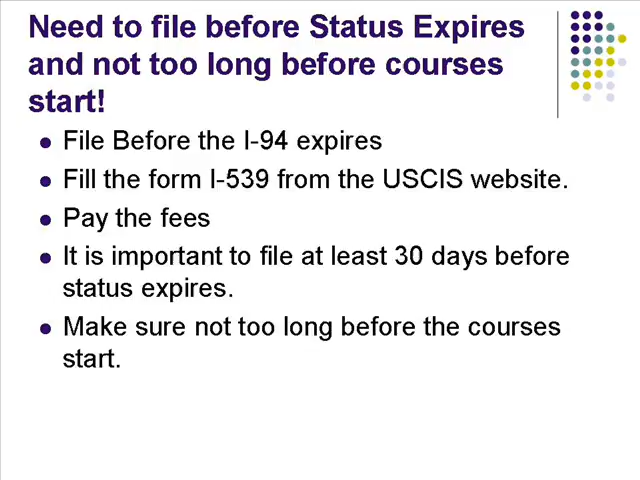 Need to file before Status Expires
and not too long before courses
start!
File Before the I-94 expires
Fill the form I-539 from the USCIS website.
Pay the fees
It is important to file at least 30 days before
status expires.
Make sure not too long before the courses
start.